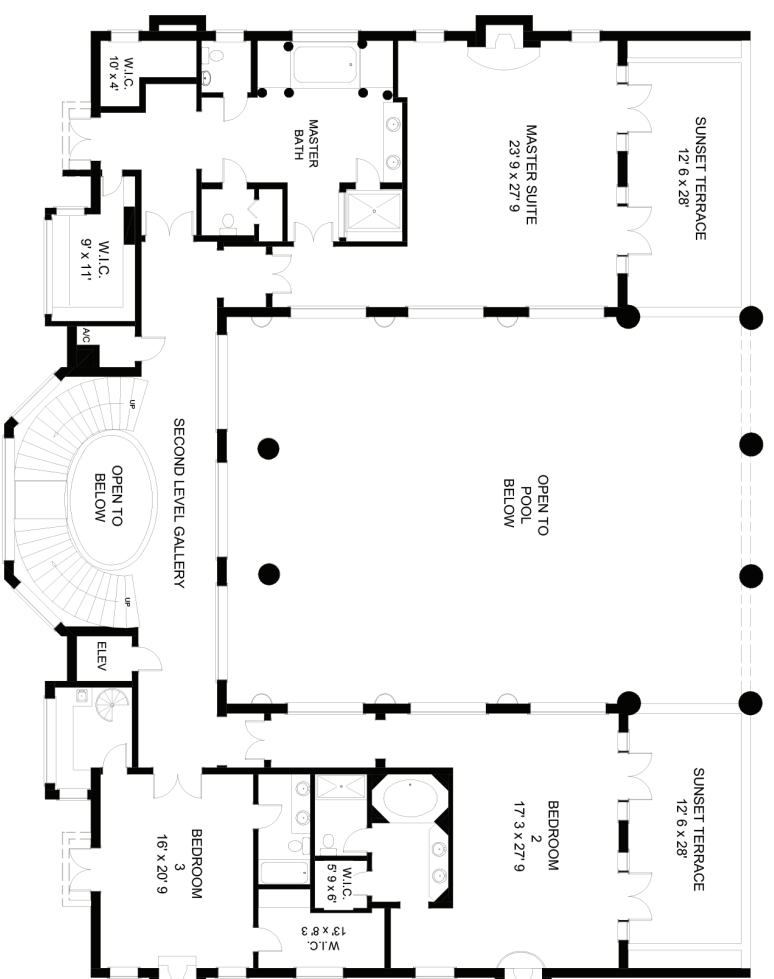 W.I.C.
10' x 4'
MASTER
BATH
MASTER SUITE
23' 9 x 27' 9
SUNSET TERRACE
12' 6 x 28'
W.I.C.
9' x 11'
A/C
UP
OPEN TO
BELOW
SECOND LEVEL GALLERY
OPEN TO
POOL
BELOW
UP
ELEV
BEDROOM
3
16' x 20' 9
W.I.C.
5' 9 x 6'
W.I.C.
13' x 8' 3
BEDROOM
2
17' 3 x 27' 9
SUNSET TERRACE
12' 6 x 28'